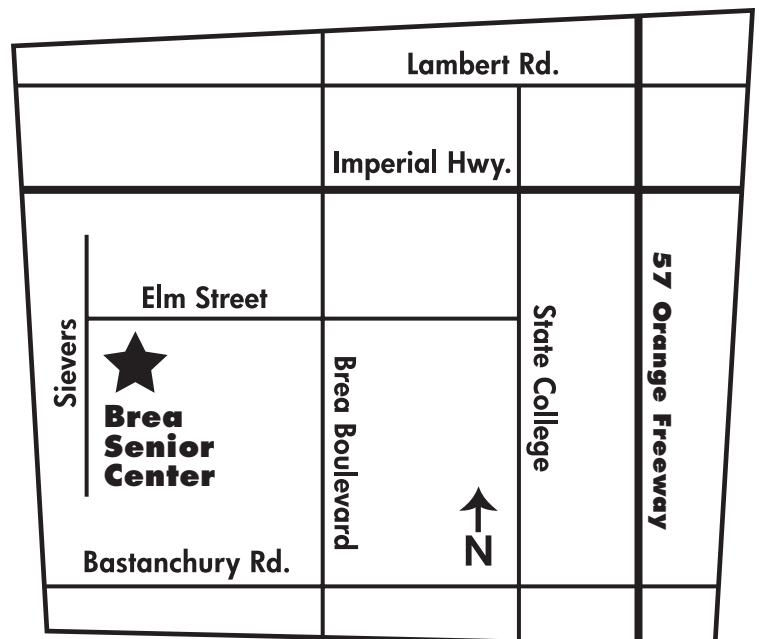 Lambert Rd.
Imperial Hwy.
57 Orange Freeway
Elm Street
State College
Sievers
Brea Boulevard
Brea
Senior
Center
N
Bastanchury Rd.